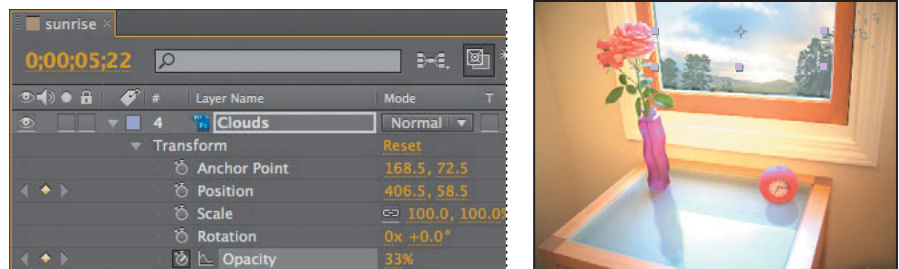 sunrise ×
0;00;05;22
# Layer Name Mode T
4 Clouds Normal
Transform Reset
Anchor Point 168.5, 72.5
Position 406.5, 58.5
Scale 100.0, 100.0%
Rotation 0x +0.0°
Opacity 33%